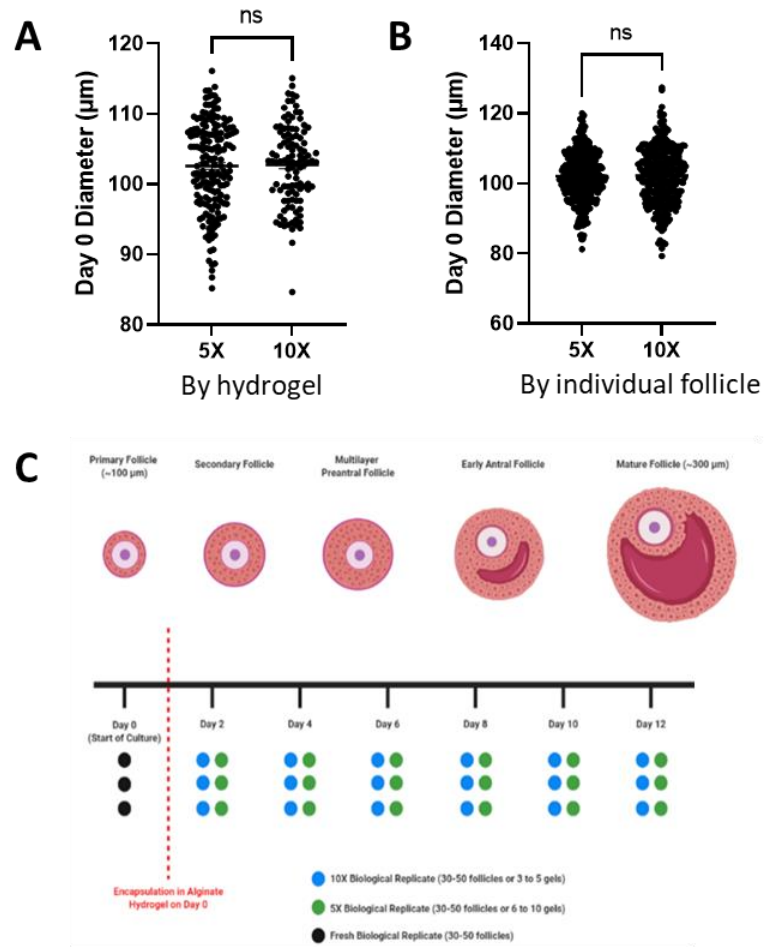 A
ns
120
110
100
90
80
Day 0 Diameter (μm)
5X
10X
By hydrogel
B
ns
140
120
100
80
60
Day 0 Diameter (μm)
5X
10X
By individual follicle
C
Primary Follicle
(~100 μm)
Secondary Follicle
Multilayer
Preantral Follicle
Early Antral Follicle
Mature Follicle (~300 μm)
Day 0
(Start of Culture)
Day 2
Day 4
Day 6
Day 8
Day 10
Day 12
Encapsulation in Alginate
Hydrogel on Day 0
10X Biological Replicate (30-50 follicles or 3 to 5 gels)
5X Biological Replicate (30-50 follicles or 6 to 10 gels)
Fresh Biological Replicate (30-50 follicles)